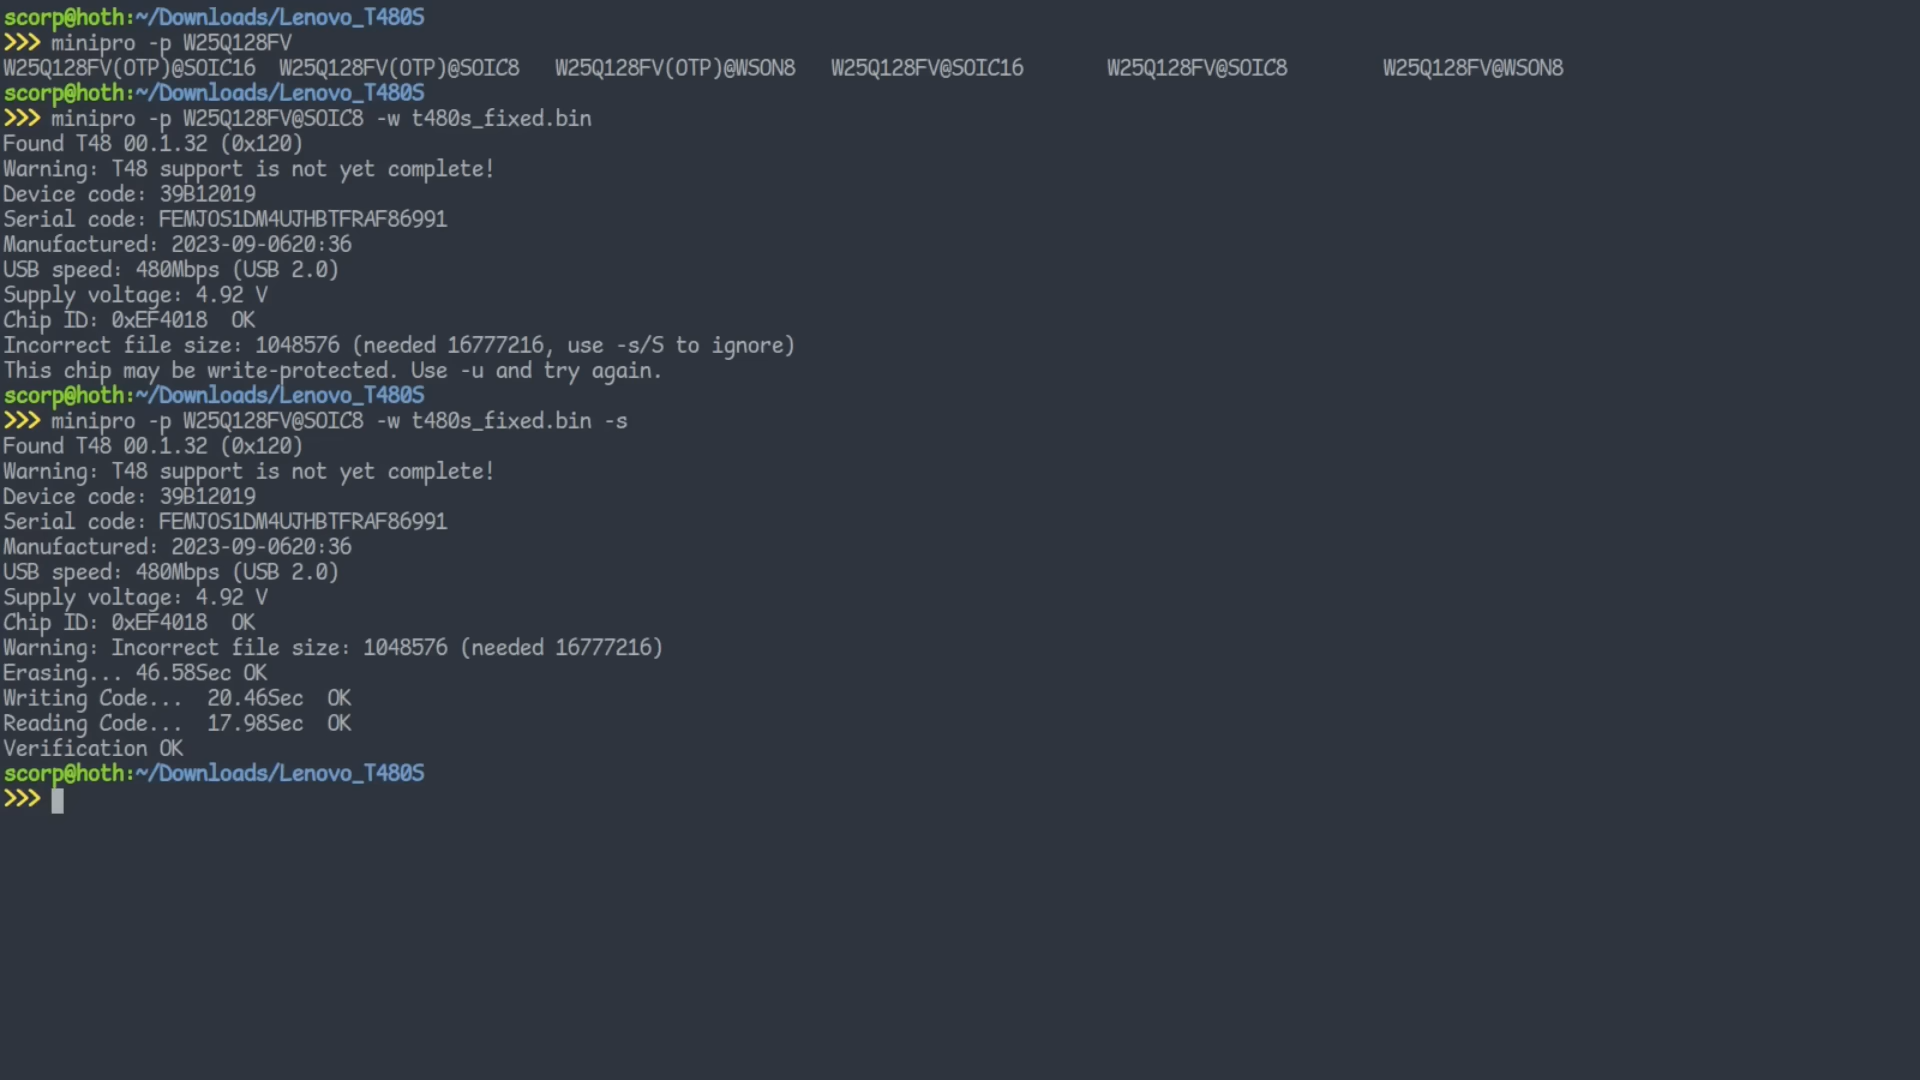 scorp@hoth:~/Downloads/Lenovo_T480S
>>> minipro -p W25Q128FV
W25Q128FV(OTP)@SOIC16  W25Q128FV(OTP)@SOIC8   W25Q128FV(OTP)@WSON8   W25Q128FV@SOIC16       W25Q128FV@SOIC8        W25Q128FV@WSON8
scorp@hoth:~/Downloads/Lenovo_T480S
>>> minipro -p W25Q128FV@SOIC8 -w t480s_fixed.bin
Found T48 00.1.32 (0x120)
Warning: T48 support is not yet complete!
Device code: 39B12019
Serial code: FEMJOS1DM4UJHBTFRAF86991
Manufactured: 2023-09-0620:36
USB speed: 480Mbps (USB 2.0)
Supply voltage: 4.92 V
Chip ID: 0xEF4018  OK
Incorrect file size: 1048576 (needed 16777216, use -s/S to ignore)
This chip may be write-protected. Use -u and try again.
scorp@hoth:~/Downloads/Lenovo_T480S
>>> minipro -p W25Q128FV@SOIC8 -w t480s_fixed.bin -s
Found T48 00.1.32 (0x120)
Warning: T48 support is not yet complete!
Device code: 39B12019
Serial code: FEMJOS1DM4UJHBTFRAF86991
Manufactured: 2023-09-0620:36
USB speed: 480Mbps (USB 2.0)
Supply voltage: 4.92 V
Chip ID: 0xEF4018  OK
Warning: Incorrect file size: 1048576 (needed 16777216)
Erasing... 46.58Sec OK
Writing Code...  20.46Sec  OK
Reading Code...  17.98Sec  OK
Verification OK
scorp@hoth:~/Downloads/Lenovo_T480S
>>>